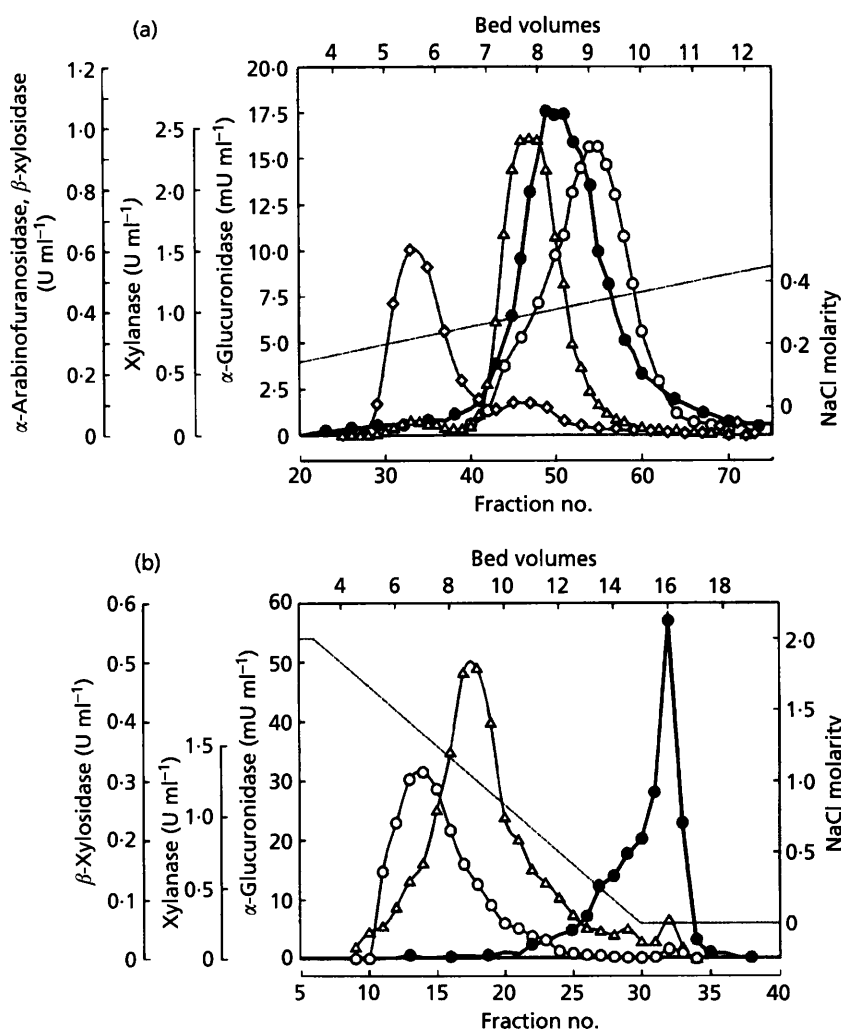 (a)
Bed volumes
4 5 6 7 8 9 10 11 12
α-Arabinofuranosidase, β-xylosidase
(U ml⁻¹)
1·2
1·0
0·8
0·6
0·4
0·2
0
Xylanase (U ml⁻¹)
2·5
2·0
1·5
1·0
0·5
0
α-Glucuronidase (mU ml⁻¹)
20·0
17·5
15·0
12·5
10·0
7·5
5·0
2·5
0
NaCl molarity
0·4
0·2
0
20 30 40 50 60 70
Fraction no.
(b)
Bed volumes
4 6 8 10 12 14 16 18
β-Xylosidase (U ml⁻¹)
0·6
0·5
0·4
0·3
0·2
0·1
0
Xylanase (U ml⁻¹)
1·5
1·0
0·5
0
α-Glucuronidase (mU ml⁻¹)
60
50
40
30
20
10
0
NaCl molarity
2·0
1·5
1·0
0·5
0
5 10 15 20 25 30 35 40
Fraction no.